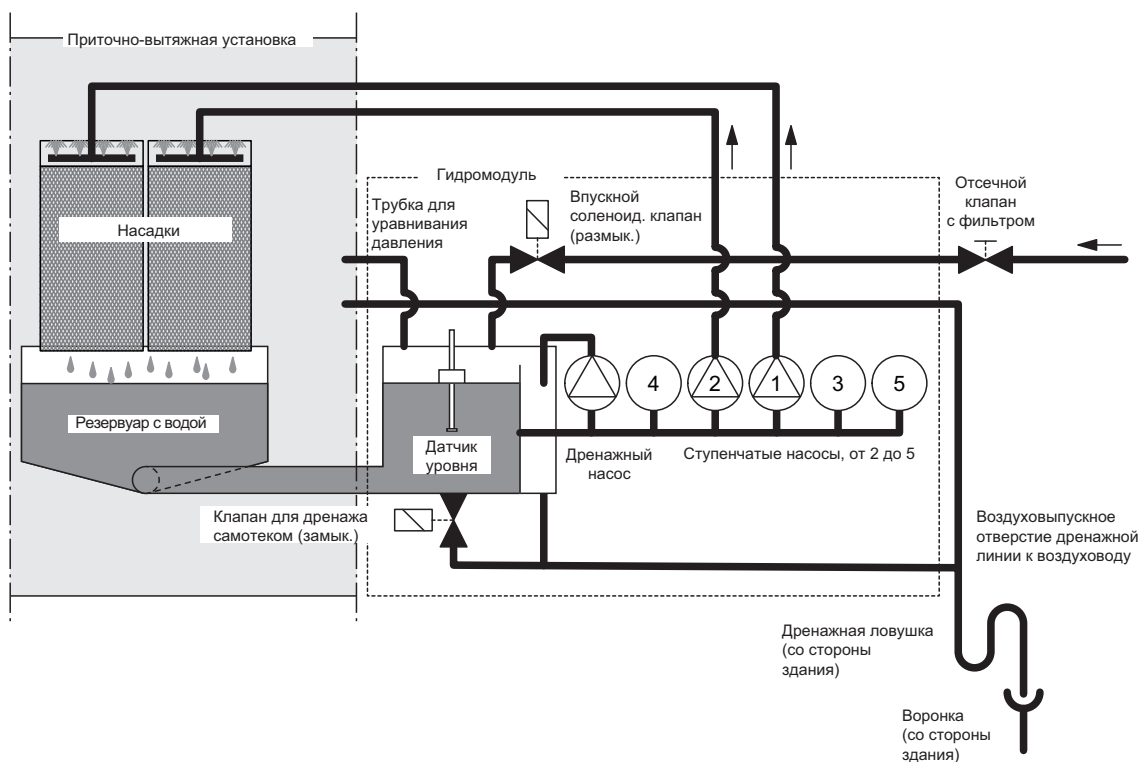 Приточно-вытяжная установка
Гидромодуль
Трубка для
уравнивания
давления
Впускной
соленоид. клапан
(размык.)
Отсечной
клапан
с фильтром
Насадки
4
2
1
3
5
Резервуар с водой
Датчик
уровня
Дренажный
насос
Ступенчатые насосы, от 2 до 5
Клапан для дренажа
самотеком (замык.)
Воздуховыпускное
отверстие дренажной
линии к воздуховоду
Дренажная ловушка
(со стороны
здания)
Воронка
(со стороны
здания)